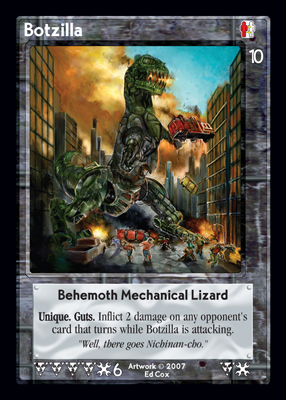 Botzilla
10
Behemoth Mechanical Lizard
Unique. Guts. Inflict 2 damage on any opponent's
card that turns while Botzilla is attacking.
"Well, there goes Nichinan-cho."
6
Artwork © 2007
Ed Cox